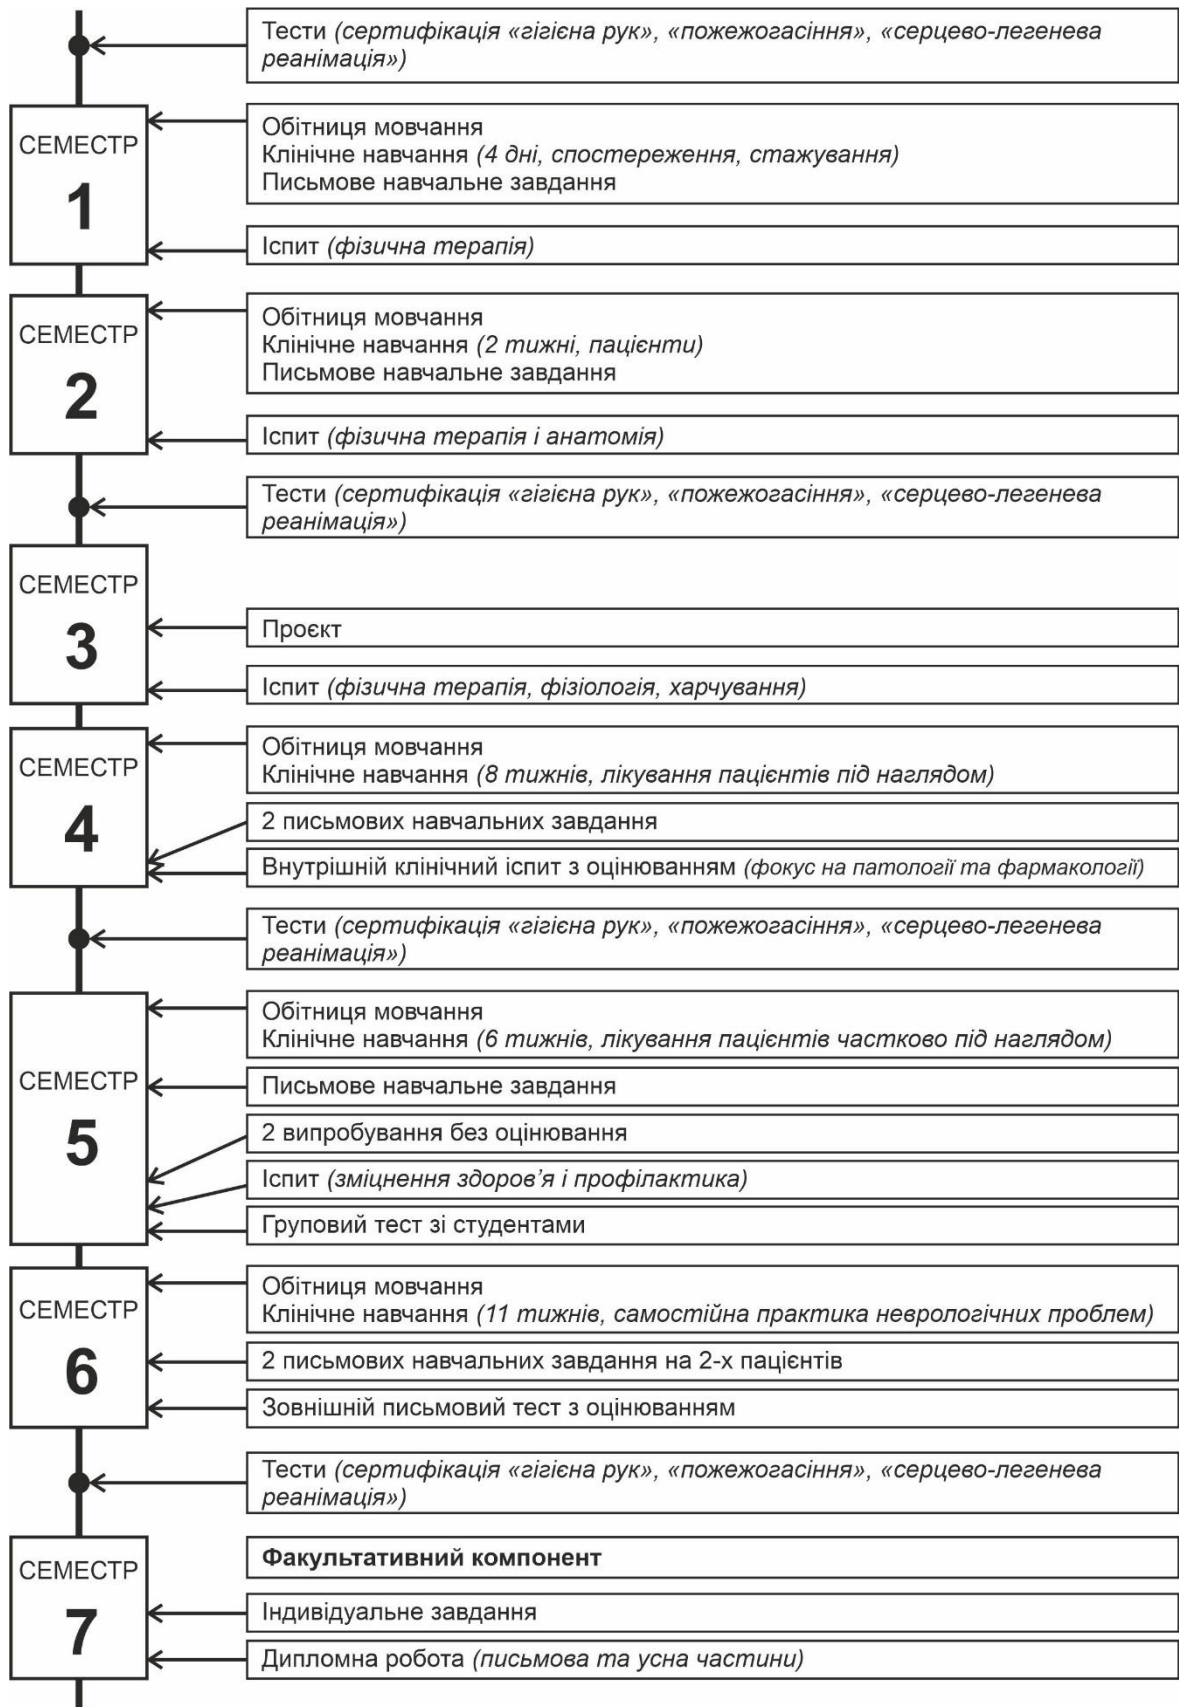 Тести (сертифікація «гігієна рук», «пожежогасіння», «серцево-легенева
реанімація»)
СЕМЕСТР
1
Обітниця мовчання
Клінічне навчання (4 дні, спостереження, стажування)
Письмове навчальне завдання
Іспит (фізична терапія)
СЕМЕСТР
2
Обітниця мовчання
Клінічне навчання (2 тижні, пацієнти)
Письмове навчальне завдання
Іспит (фізична терапія і анатомія)
Тести (сертифікація «гігієна рук», «пожежогасіння», «серцево-легенева
реанімація»)
СЕМЕСТР
3
Проєкт
Іспит (фізична терапія, фізіологія, харчування)
СЕМЕСТР
4
Обітниця мовчання
Клінічне навчання (8 тижнів, лікування пацієнтів під наглядом)
2 письмових навчальних завдання
Внутрішній клінічний іспит з оцінюванням (фокус на патології та фармакології)
Тести (сертифікація «гігієна рук», «пожежогасіння», «серцево-легенева
реанімація»)
СЕМЕСТР
5
Обітниця мовчання
Клінічне навчання (6 тижнів, лікування пацієнтів частково під наглядом)
Письмове навчальне завдання
2 випробування без оцінювання
Іспит (зміцнення здоров’я і профілактика)
Груповий тест зі студентами
СЕМЕСТР
6
Обітниця мовчання
Клінічне навчання (11 тижнів, самостійна практика неврологічних проблем)
2 письмових навчальних завдання на 2-х пацієнтів
Зовнішній письмовий тест з оцінюванням
Тести (сертифікація «гігієна рук», «пожежогасіння», «серцево-легенева
реанімація»)
СЕМЕСТР
7
Факультативний компонент
Індивідуальне завдання
Дипломна робота (письмова та усна частини)